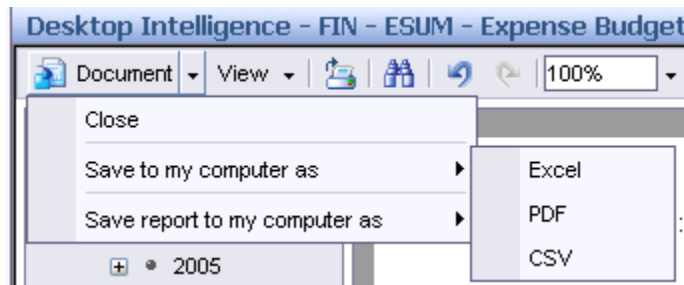 Desktop Intelligence - FIN - ESUM - Expense Budget
Document View 100%
Close
Save to my computer as
Excel
Save report to my computer as
PDF
CSV
2005